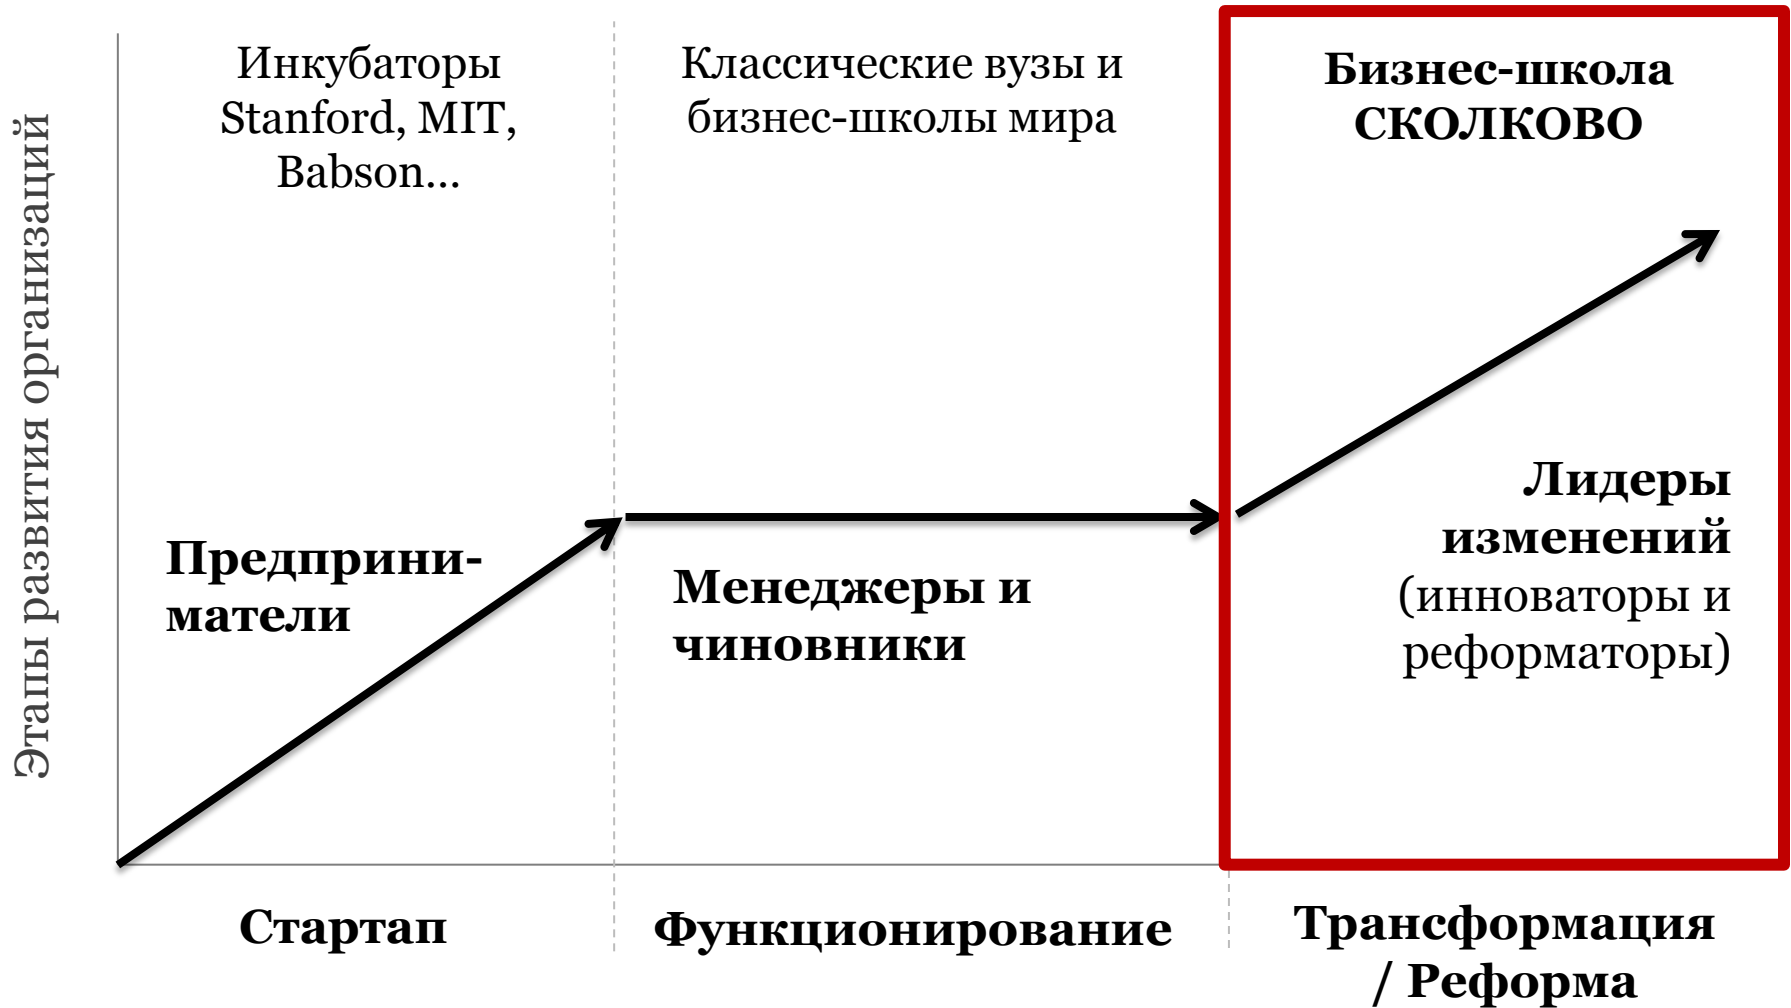 Этапы развития организаций
Инкубаторы
Stanford, MIT,
Babson…
Классические вузы и
бизнес-школы мира
Бизнес-школа
СКОЛКОВО
Предприни-
матели
Менеджеры и
чиновники
Лидеры
изменений
(инноваторы и
реформаторы)
Стартап
Функционирование
Трансформация
/ Реформа